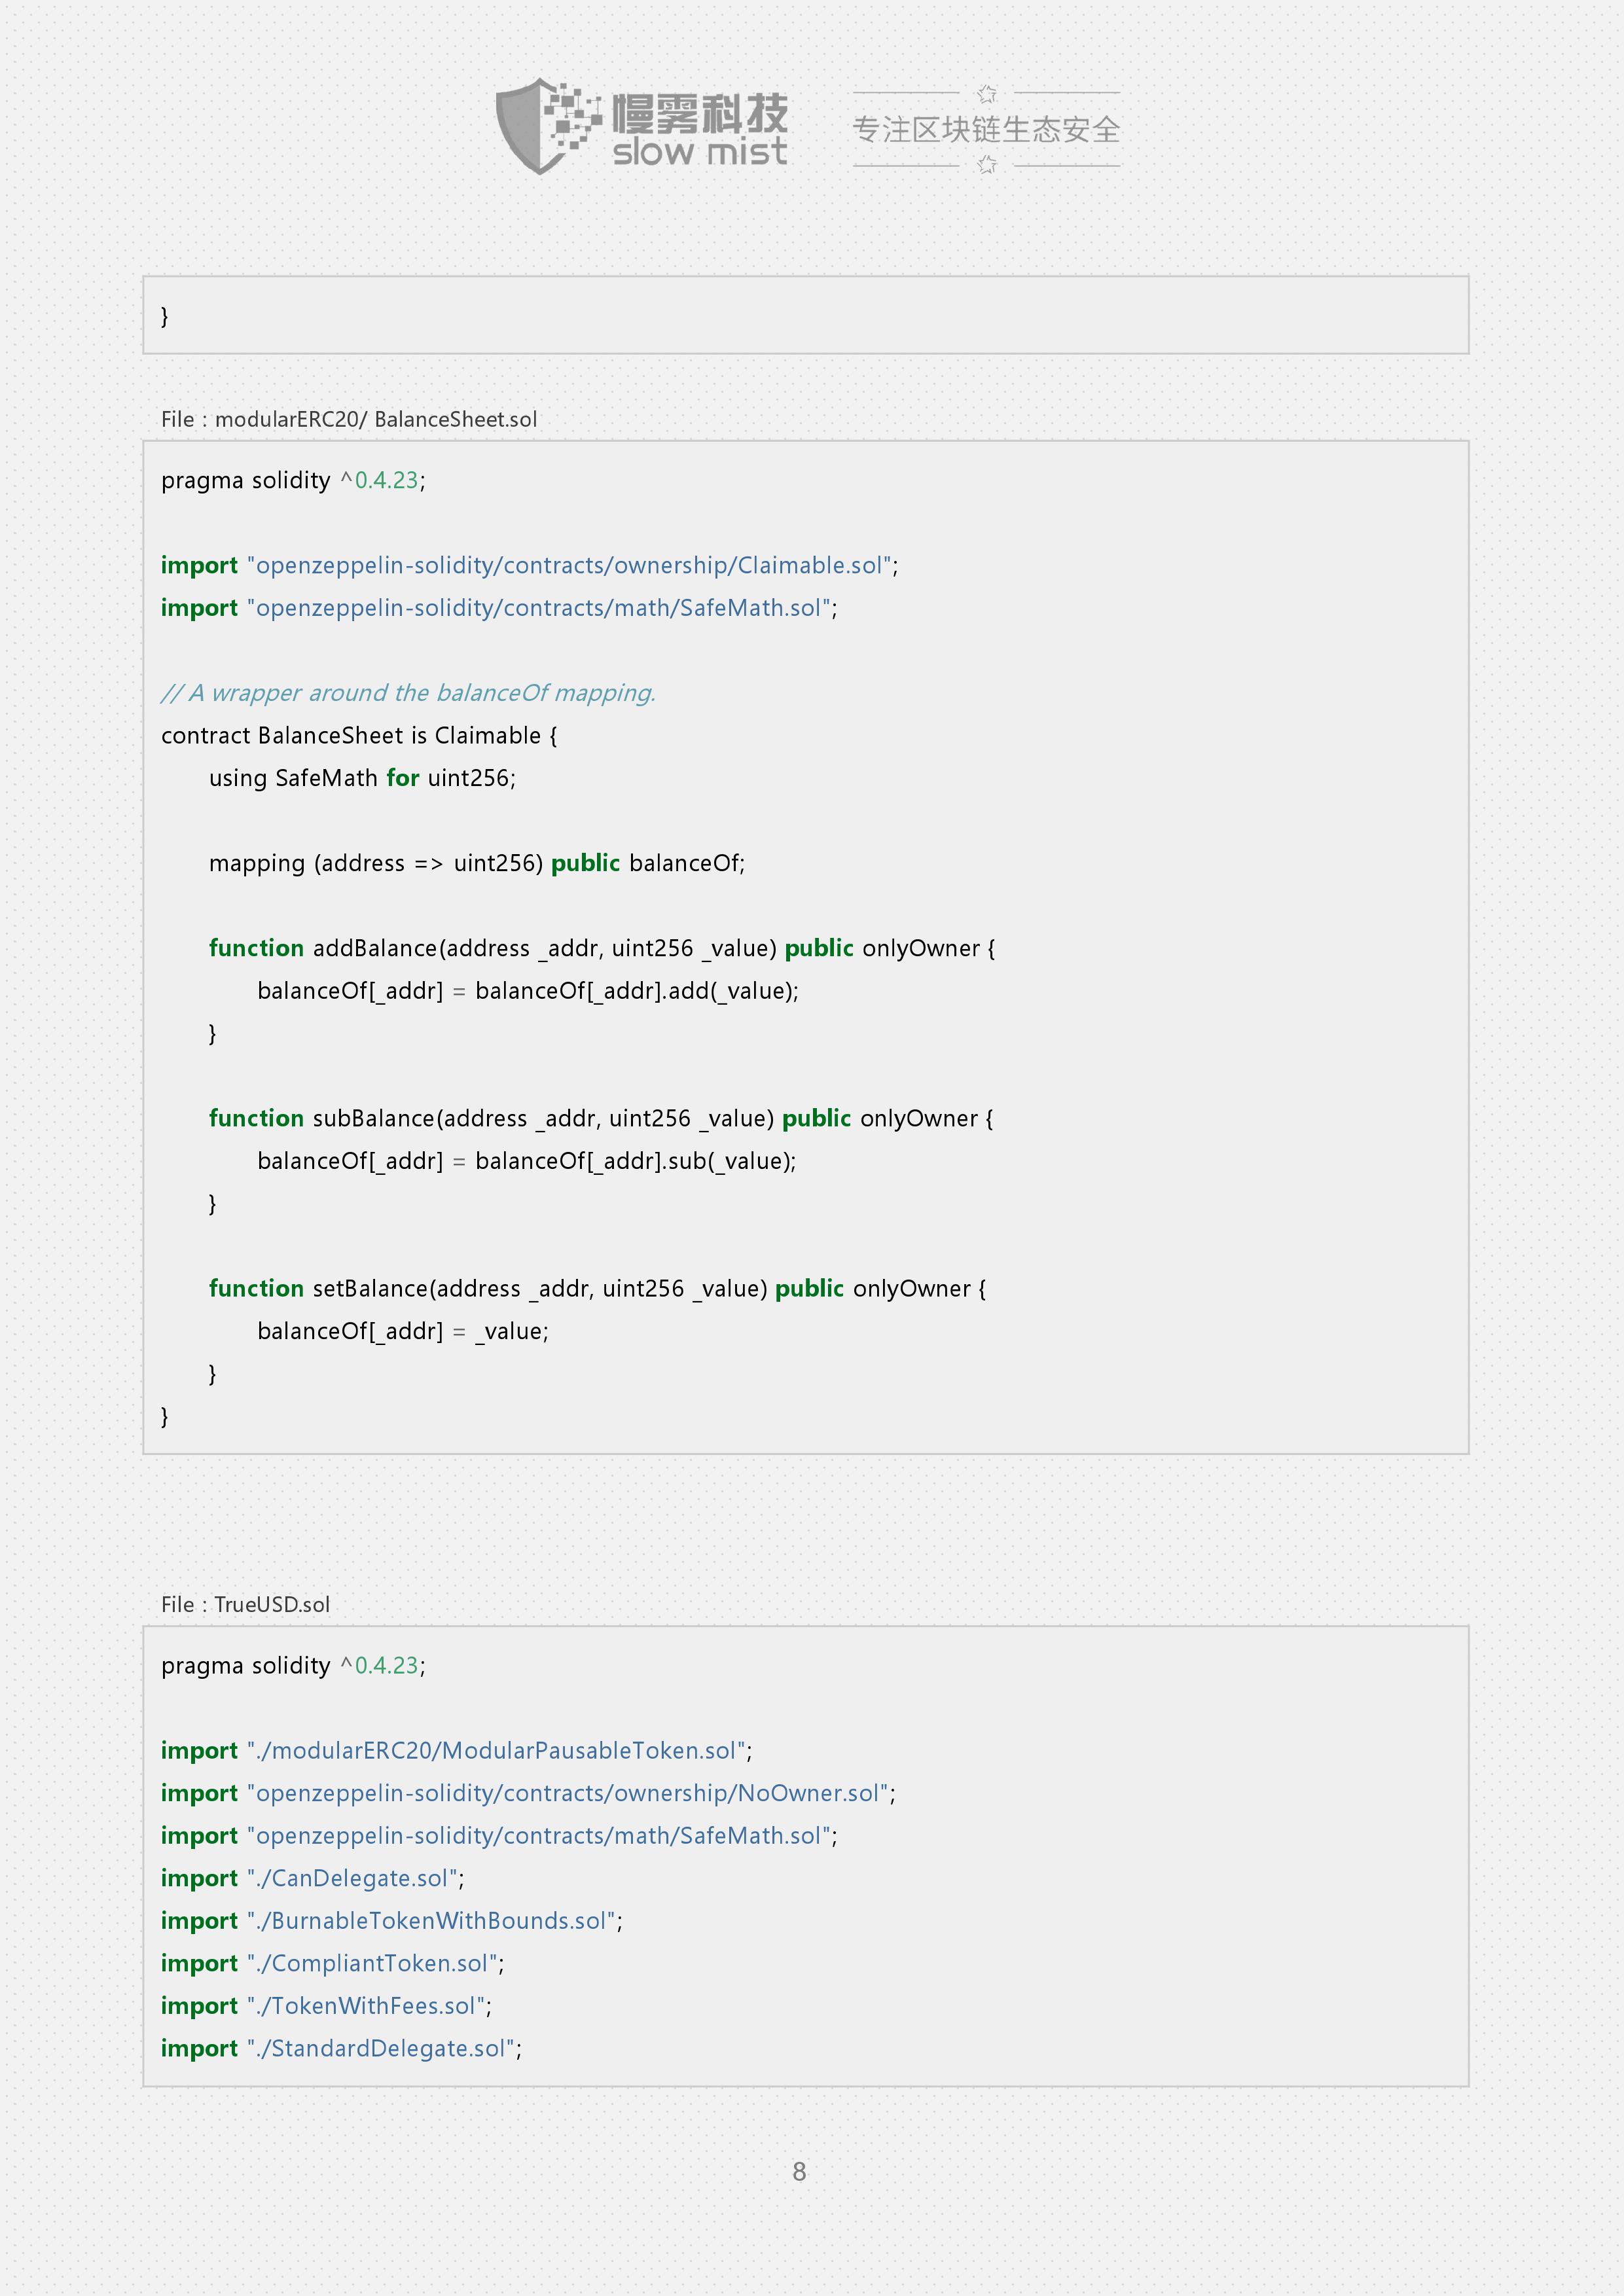 慢雾科技
slow mist
专注区块链生态安全
}
File : modularERC20/ BalanceSheet.sol
pragma solidity ^0.4.23;
import "openzeppelin-solidity/contracts/ownership/Claimable.sol";
import "openzeppelin-solidity/contracts/math/SafeMath.sol";
// A wrapper around the balanceOf mapping.
contract BalanceSheet is Claimable {
using SafeMath for uint256;
mapping (address => uint256) public balanceOf;
function addBalance(address _addr, uint256 _value) public onlyOwner {
balanceOf[_addr] = balanceOf[_addr].add(_value);
}
function subBalance(address _addr, uint256 _value) public onlyOwner {
balanceOf[_addr] = balanceOf[_addr].sub(_value);
}
function setBalance(address _addr, uint256 _value) public onlyOwner {
balanceOf[_addr] = _value;
}
}
File : TrueUSD.sol
pragma solidity ^0.4.23;
import "./modularERC20/ModularPausableToken.sol";
import "openzeppelin-solidity/contracts/ownership/NoOwner.sol";
import "openzeppelin-solidity/contracts/math/SafeMath.sol";
import "./CanDelegate.sol";
import "./BurnableTokenWithBounds.sol";
import "./CompliantToken.sol";
import "./TokenWithFees.sol";
import "./StandardDelegate.sol";
8